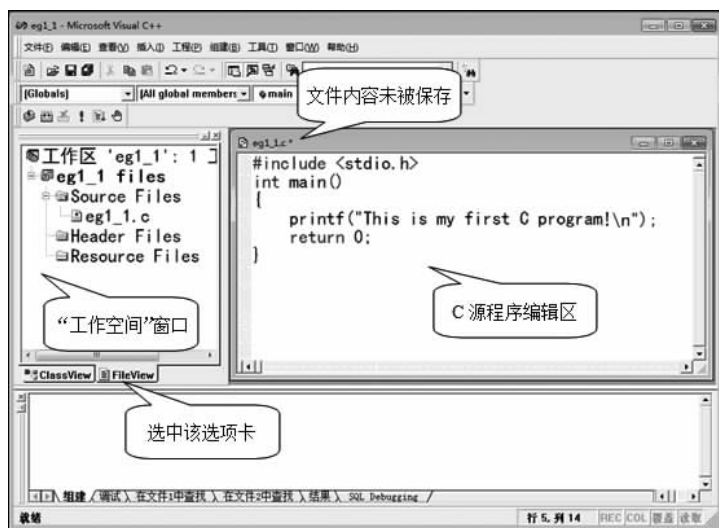 eg1_1 - Microsoft Visual C++
文件(F) 编辑(E) 查看(V) 插入(I) 工程(P) 组建(B) 工具(T) 窗口(W) 帮助(H)
(Globals)
(All global members
main
文件内容未被保存
工作区 'eg1_1': 1
eg1_1 files
Source Files
eg1_1.c
Header Files
Resource Files
“工作空间”窗口
ClassView
FileView
选中该选项卡
eg1_1.c *
#include <stdio.h>
int main()
{
printf("This is my first C program!\n");
return 0;
}
C 源程序编辑区
组建
调试
在文件1中查找
在文件2中查找
结果
SQL Debugging
就绪
行 5, 列 14
REC COL 覆盖 读取